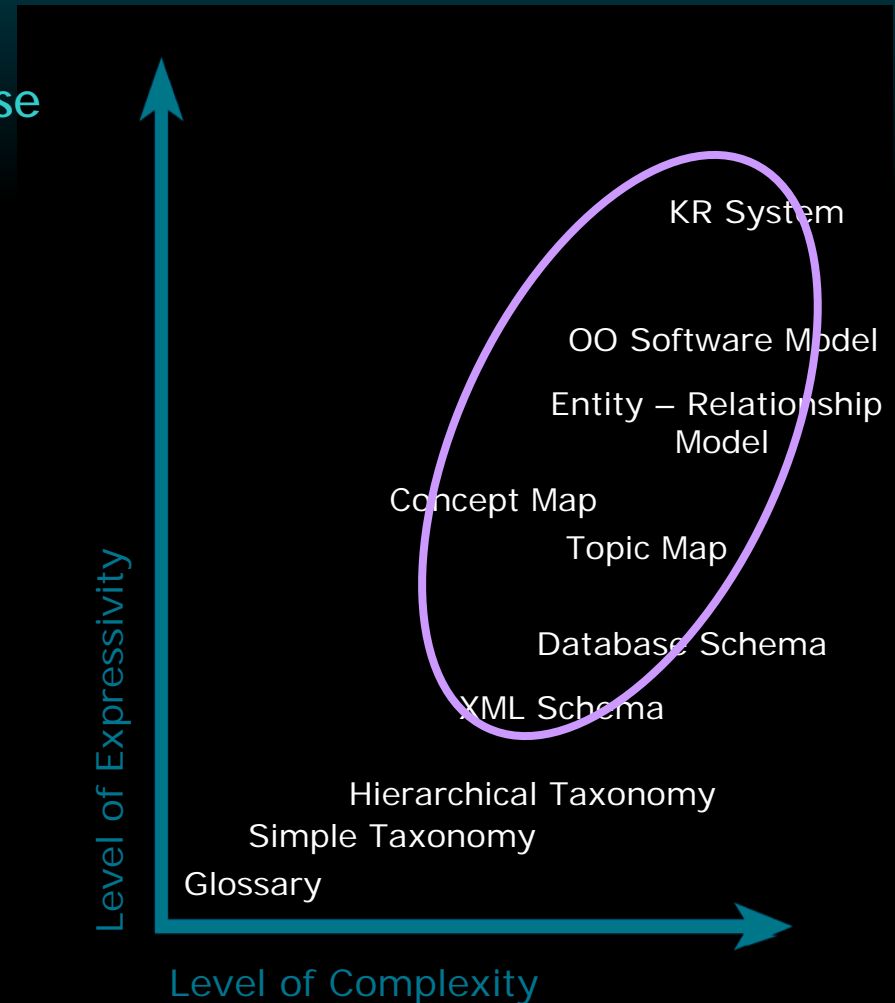 se
KR System
OO Software Model
Entity – Relationship
Model
Concept Map
Topic Map
Database Schema
XML Schema
Hierarchical Taxonomy
Simple Taxonomy
Glossary
Level of Expressivity
Level of Complexity